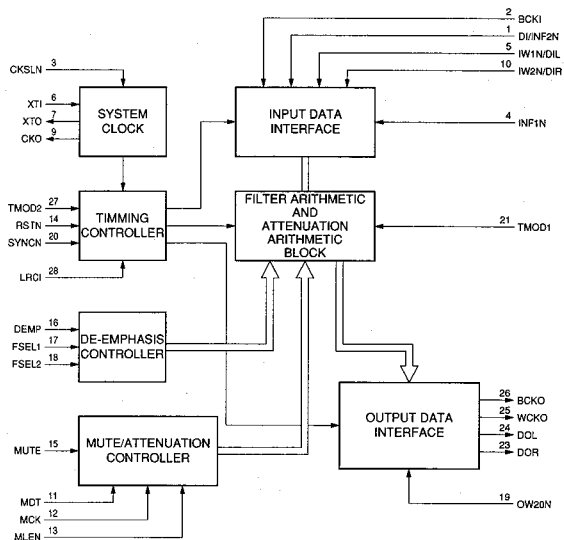 2 BCKI
1 DI/INF2N
5 IW1N/DIL
10 IW2N/DIR
CKSLN 3
XTI 6
XTO 7
CKO 9
SYSTEM
CLOCK
INPUT DATA
INTERFACE
4 INF1N
TMOD2 27
RSTN 14
SYNCN 20
TIMMING
CONTROLLER
LRCI 28
FILTER ARITHMETIC
AND
ATTENUATION
ARITHMETIC
BLOCK
21 TMOD1
DEMP 16
FSEL1 17
FSEL2 18
DE-EMPHASIS
CONTROLLER
OUTPUT DATA
INTERFACE
26 BCKO
25 WCKO
24 DOL
23 DOR
MUTE 15
MUTE/ATTENUATION
CONTROLLER
MDT 11
MCK 12
MLEN 13
19 OW20N